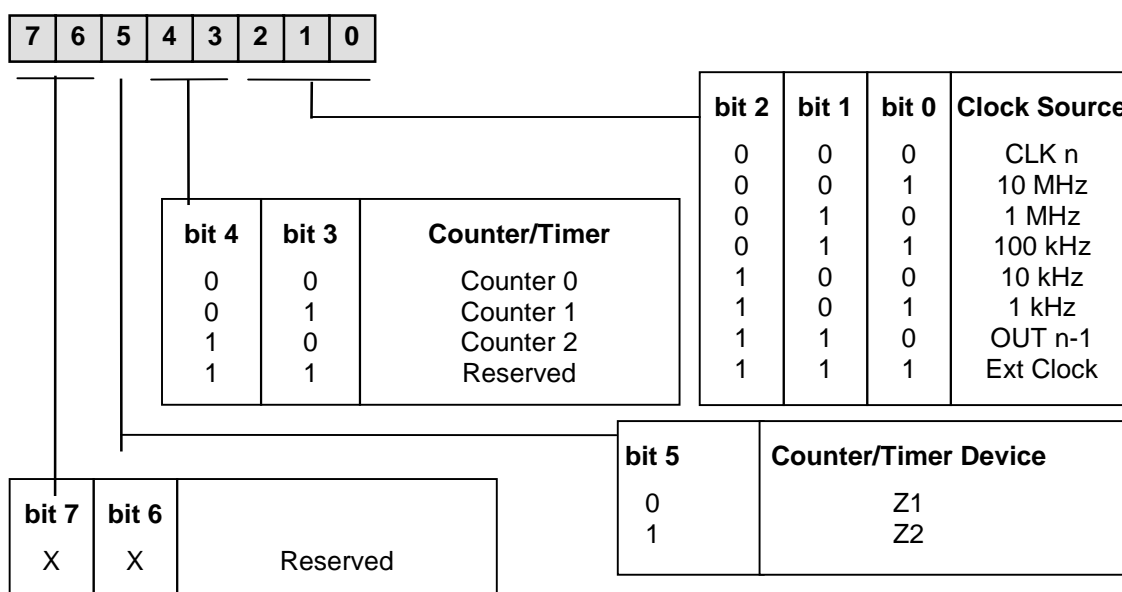 7 6 5 4 3 2 1 0
bit 2 bit 1 bit 0 Clock Source
0 0 0 CLK n
0 0 1 10 MHz
0 1 0 1 MHz
0 1 1 100 kHz
1 0 0 10 kHz
1 0 1 1 kHz
1 1 0 OUT n-1
1 1 1 Ext Clock
bit 4 bit 3 Counter/Timer
0 0 Counter 0
0 1 Counter 1
1 0 Counter 2
1 1 Reserved
bit 5 Counter/Timer Device
0 Z1
1 Z2
bit 7 bit 6
X X Reserved